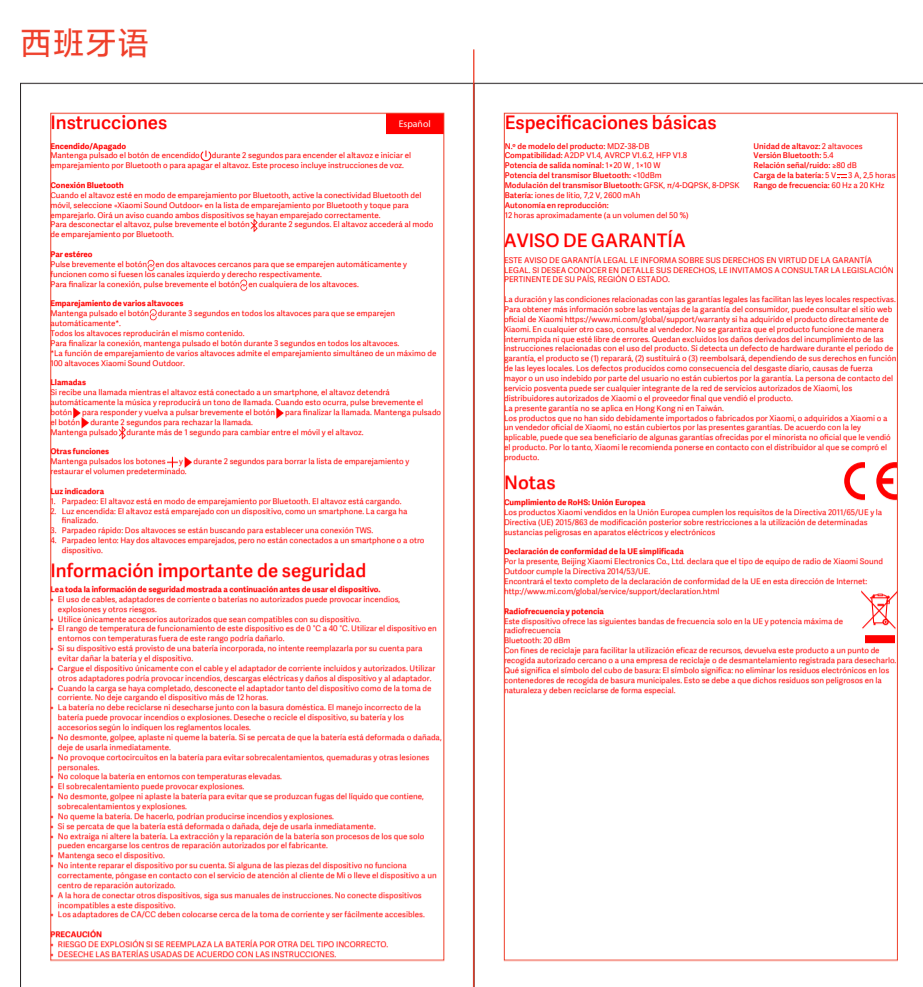 西班牙语
Instrucciones
Español
Encendido/Apagado
Mantenga pulsado el botón de encendido durante 2 segundos para encender el altavoz e iniciar el
emparejamiento por Bluetooth o para apagar el altavoz. Este proceso incluye instrucciones de voz.
Conexión Bluetooth
Cuando el altavoz esté en modo de emparejamiento por Bluetooth, active la conectividad Bluetooth del
móvil, seleccione «Xiaomi Sound Outdoor» en la lista de emparejamiento por Bluetooth y toque para
emparejarlo. Oirá un aviso cuando ambos dispositivos se hayan emparejado correctamente.
Para desconectar el altavoz, pulse brevemente el botón durante 2 segundos. El altavoz accederá al modo
de emparejamiento por Bluetooth.
Par estéreo
Pulse brevemente el botón en dos altavoces cercanos para que se emparejen automáticamente y
funcionen como si fuesen los canales izquierdo y derecho respectivamente.
Para finalizar la conexión, pulse brevemente el botón en cualquiera de los altavoces.
Emparejamiento de varios altavoces
Mantenga pulsado el botón durante 3 segundos en todos los altavoces para que se emparejen
automáticamente*.
Todos los altavoces reproducirán el mismo contenido.
Para finalizar la conexión, mantenga pulsado el botón durante 3 segundos en todos los altavoces.
*La función de emparejamiento de varios altavoces admite el emparejamiento simultáneo de un máximo de
100 altavoces Xiaomi Sound Outdoor.
Llamadas
Si recibe una llamada mientras el altavoz está conectado a un smartphone, el altavoz detendrá
automáticamente la música y reproducirá un tono de llamada. Cuando esto ocurra, pulse brevemente el
botón para responder y vuelva a pulsar brevemente el botón para finalizar la llamada. Mantenga pulsado
el botón durante 2 segundos para rechazar la llamada.
Mantenga pulsado durante más de 1 segundo para cambiar entre el móvil y el altavoz.
Otras funciones
Mantenga pulsados los botones + y durante 2 segundos para borrar la lista de emparejamiento y
restaurar el volumen predeterminado.
Luz indicadora
1. Parpadeo: El altavoz está en modo de emparejamiento por Bluetooth. El altavoz está cargando.
2. Luz encendida: El altavoz está emparejado con un dispositivo, como un smartphone. La carga ha
finalizado.
3. Parpadeo rápido: Dos altavoces se están buscando para establecer una conexión TWS.
4. Parpadeo lento: Hay dos altavoces emparejados, pero no están conectados a un smartphone o a otro
dispositivo.
Información importante de seguridad
Lea toda la información de seguridad mostrada a continuación antes de usar el dispositivo.
• El uso de cables, adaptadores de corriente o baterías no autorizados puede provocar incendios,
explosiones y otros riesgos.
• Utilice únicamente accesorios autorizados que sean compatibles con su dispositivo.
• El rango de temperatura de funcionamiento de este dispositivo es de 0 °C a 40 °C. Utilizar el dispositivo en
entornos con temperaturas fuera de este rango podría dañarlo.
• Si su dispositivo está provisto de una batería incorporada, no intente reemplazarla por su cuenta para
evitar dañar la batería y el dispositivo.
Cargue el dispositivo únicamente con el cable y el adaptador de corriente incluidos y autorizados. Utilizar
otros adaptadores podría provocar incendios, descargas eléctricas y daños al dispositivo y al adaptador.
• Cuando la carga se haya completado, desconecte el adaptador tanto del dispositivo como de la toma de
corriente. No deje cargando el dispositivo más de 12 horas.
• La batería no debe reciclarse ni desecharse junto con la basura doméstica. El manejo incorrecto de la
batería puede provocar incendios o explosiones. Deseche o recicle el dispositivo, su batería y los
accesorios según lo indiquen los reglamentos locales.
• No desmonte, golpee, aplaste ni queme la batería. Si se percata de que la batería está deformada o dañada,
deje de usarla inmediatamente.
• No provoque cortocircuitos en la batería para evitar sobrecalentamientos, quemaduras y otras lesiones
personales.
• No coloque la batería en entornos con temperaturas elevadas.
• El sobrecalentamiento puede provocar explosiones.
• No desmonte, golpee ni aplaste la batería para evitar que se produzcan fugas del líquido que contiene,
sobrecalentamientos y explosiones.
• No queme la batería. De hacerlo, podrían producirse incendios y explosiones.
• Si se percata de que la batería está deformada o dañada, deje de usarla inmediatamente.
• No extraiga ni altere la batería. La extracción y la reparación de la batería son procesos de los que solo
pueden encargarse los centros de reparación autorizados por el fabricante.
• Mantenga seco el dispositivo.
• No intente reparar el dispositivo por su cuenta. Si alguna de las piezas del dispositivo no funciona
correctamente, póngase en contacto con el servicio de atención al cliente de Mi o lleve el dispositivo a un
centro de reparación autorizado.
• A la hora de conectar otros dispositivos, siga sus manuales de instrucciones. No conecte dispositivos
incompatibles a este dispositivo.
• Los adaptadores de CA/CC deben colocarse cerca de la toma de corriente y ser fácilmente accesibles.
PRECAUCIÓN
• RIESGO DE EXPLOSIÓN SI SE REEMPLAZA LA BATERÍA POR OTRA DEL TIPO INCORRECTO.
• DESECHE LAS BATERÍAS USADAS DE ACUERDO CON LAS INSTRUCCIONES.
Especificaciones básicas
N.º de modelo del producto: MDZ-38-DB
Compatibilidad: A2DP V1.4, AVRCP V1.6.2, HFP V1.8
Potencia de salida nominal: 1×20 W , 1×10 W
Potencia del transmisor Bluetooth: <10dBm
Modulación del transmisor Bluetooth: GFSK, π/4-DQPSK, 8-DPSK
Batería: iones de litio, 7,2 V, 2600 mAh
Autonomía en reproducción:
12 horas aproximadamente (a un volumen del 50 %)
Unidad de altavoz: 2 altavoces
Versión Bluetooth: 5.4
Relación señal/ruido: ≥80 dB
Carga de la batería: 5 V⎓3 A, 2,5 horas
Rango de frecuencia: 60 Hz a 20 KHz
AVISO DE GARANTÍA
ESTE AVISO DE GARANTÍA LEGAL LE INFORMA SOBRE SUS DERECHOS EN VIRTUD DE LA GARANTÍA
LEGAL. SI DESEA CONOCER EN DETALLE SUS DERECHOS, LE INVITAMOS A CONSULTAR LA LEGISLACIÓN
PERTINENTE DE SU PAÍS, REGIÓN O ESTADO.
La duración y las condiciones relacionadas con las garantías legales las facilitan las leyes locales respectivas.
Para obtener más información sobre las ventajas de la garantía del consumidor, puede consultar el sitio web
oficial de Xiaomi https://www.mi.com/global/support/warranty si ha adquirido el producto directamente de
Xiaomi. En cualquier otro caso, consulte al vendedor. No se garantiza que el producto funcione de manera
interrumpida ni que esté libre de errores. Quedan excluidos los daños derivados del incumplimiento de las
instrucciones relacionadas con el uso del producto. Si detecta un defecto de hardware durante el período de
garantía, el producto se (1) reparará, (2) sustituirá o (3) reembolsará, dependiendo de sus derechos en función
de las leyes locales. Los defectos producidos como consecuencia del desgaste diario, causas de fuerza
mayor o un uso indebido por parte del usuario no están cubiertos por la garantía. La persona de contacto del
servicio posventa puede ser cualquier integrante de la red de servicios autorizados de Xiaomi, los
distribuidores autorizados de Xiaomi o el proveedor final que vendió el producto.
La presente garantía no se aplica en Hong Kong ni en Taiwán.
Los productos que no han sido debidamente importados o fabricados por Xiaomi, o adquiridos a Xiaomi o a
un vendedor oficial de Xiaomi, no están cubiertos por las presentes garantías. De acuerdo con la ley
aplicable, puede que sea beneficiario de algunas garantías ofrecidas por el minorista no oficial que le vendió
el producto. Por lo tanto, Xiaomi le recomienda ponerse en contacto con el distribuidor al que se compró el
producto.
Notas
CE
Cumplimiento de RoHS: Unión Europea
Los productos Xiaomi vendidos en la Unión Europea cumplen los requisitos de la Directiva 2011/65/UE y la
Directiva (UE) 2015/863 de modificación posterior sobre restricciones a la utilización de determinadas
sustancias peligrosas en aparatos eléctricos y electrónicos
Declaración de conformidad de la UE simplificada
Por la presente, Beijing Xiaomi Electronics Co., Ltd. declara que el tipo de equipo de radio de Xiaomi Sound
Outdoor cumple la Directiva 2014/53/UE.
Encontrará el texto completo de la declaración de conformidad de la UE en esta dirección de Internet:
http://www.mi.com/global/service/support/declaration.html
Radiofrecuencia y potencia
Este dispositivo ofrece las siguientes bandas de frecuencia solo en la UE y potencia máxima de
radiofrecuencia
Bluetooth: 20 dBm
Con fines de reciclaje para facilitar la utilización eficaz de recursos, devuelva este producto a un punto de
recogida autorizado cercano o a una empresa de reciclaje o de desmantelamiento registrada para desecharlo.
Qué significa el símbolo del cubo de basura: El símbolo significa: no eliminar los residuos electrónicos en los
contenedores de recogida de basura municipales. Esto se debe a que dichos residuos son peligrosos en la
naturaleza y deben reciclarse de forma especial.